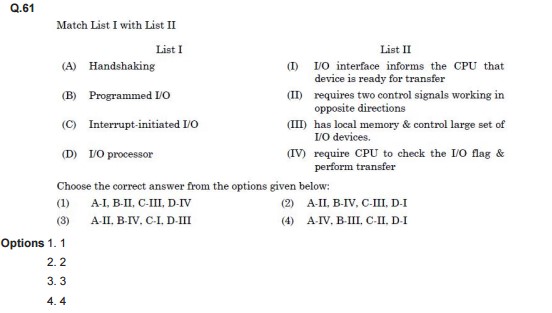 Q.61
Match List I with List II
List I List II
(A) Handshaking (I) I/O interface informs the CPU that
device is ready for transfer
(B) Programmed I/O (II) requires two control signals working in
opposite directions
(C) Interrupt-initiated I/O (III) has local memory & control large set of
I/O devices.
(D) I/O processor (IV) require CPU to check the I/O flag &
perform transfer
Choose the correct answer from the options given below:
(1) A-I, B-II, C-III, D-IV (2) A-II, B-IV, C-III, D-I
(3) A-II, B-IV, C-I, D-III (4) A-IV, B-III, C-II, D-I
Options 1. 1
2. 2
3. 3
4. 4